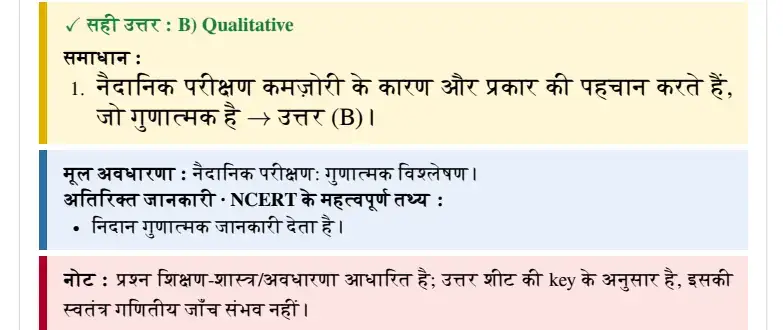 ✓ सही उत्तर : B) Qualitative
समाधान :
1. नैदानिक परीक्षण कमज़ोरी के कारण और प्रकार की पहचान करते हैं,
जो गुणात्मक है → उत्तर (B)।
मूल अवधारणा : नैदानिक परीक्षण: गुणात्मक विश्लेषण।
अतिरिक्त जानकारी · NCERT के महत्वपूर्ण तथ्य :
• निदान गुणात्मक जानकारी देता है।
नोट : प्रश्न शिक्षण-शास्त्र/अवधारणा आधारित है; उत्तर शीट की key के अनुसार है, इसकी
स्वतंत्र गणितीय जाँच संभव नहीं।